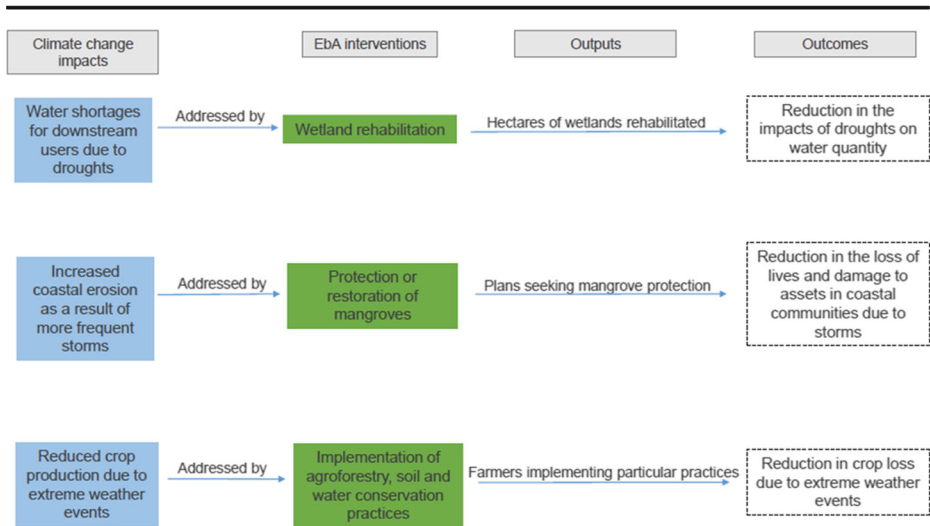 Climate change
impacts
EbA interventions
Outputs
Outcomes
Water shortages
for downstream
users due to
droughts
Addressed by
Wetland rehabilitation
Hectares of wetlands rehabilitated
Reduction in the
impacts of droughts on
water quantity
Increased
coastal erosion
as a result of
more frequent
storms
Addressed by
Protection or
restoration of
mangroves
Plans seeking mangrove protection
Reduction in the loss of
lives and damage to
assets in coastal
communities due to
storms
Reduced crop
production due to
extreme weather
events
Addressed by
Implementation of
agroforestry, soil and
water conservation
practices
Farmers implementing particular practices
Reduction in crop loss
due to extreme weather
events